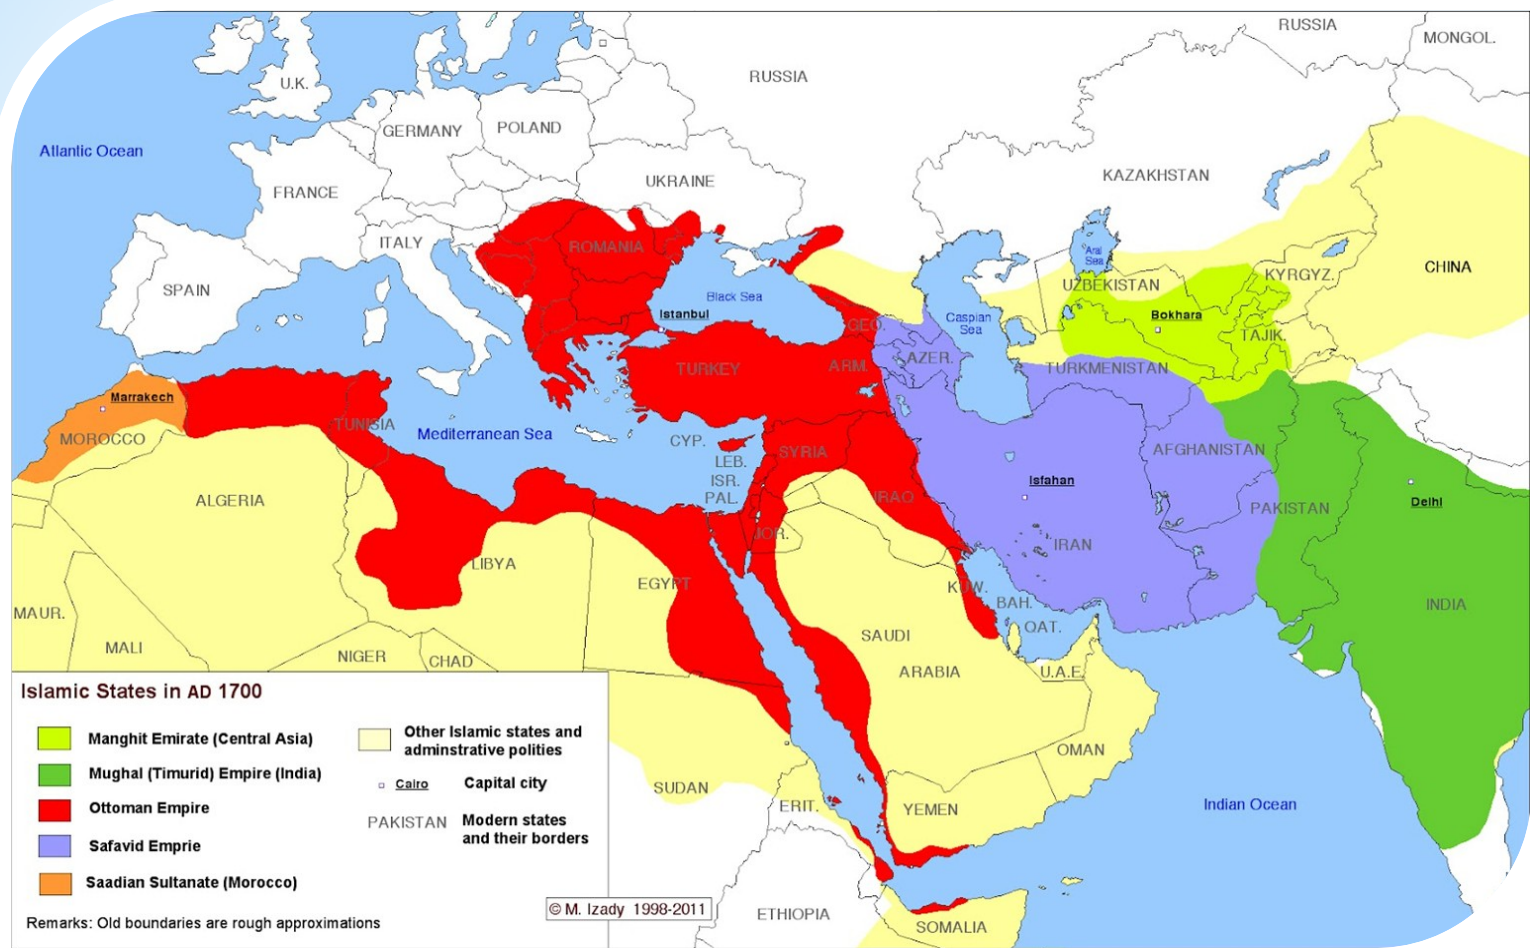 RUSSIA
MONGOL.
RUSSIA
U.K.
GERMANY
POLAND
Atlantic Ocean
UKRAINE
KAZAKHSTAN
FRANCE
ITALY
ROMANIA
Aral
Sea
KYRGYZ.
CHINA
SPAIN
UZBEKISTAN
Black Sea
Istanbul
Caspian
Sea
Bokhara
GEO.
TAJIK.
AZER.
TURKEY
ARM.
TURKMENISTAN
Marrakech
TUNISIA
MOROCCO
Mediterranean Sea
CYP.
SYRIA
AFGHANISTAN
LEB.
ISR.
PAL.
Isfahan
IRAQ
ALGERIA
Delhi
PAKISTAN
JOR.
IRAN
LIBYA
EGYPT
KUW.
BAH.
INDIA
MAUR.
QAT.
SAUDI
ARABIA
MALI
NIGER
CHAD
U.A.E.
OMAN
SUDAN
ERIT.
YEMEN
Indian Ocean
ETHIOPIA
SOMALIA
Islamic States in AD 1700
Manghit Emirate (Central Asia)
Mughal (Timurid) Empire (India)
Ottoman Empire
Safavid Emprie
Saadian Sultanate (Morocco)
Other Islamic states and
adminstrative polities
Cairo Capital city
PAKISTAN Modern states
and their borders
Remarks: Old boundaries are rough approximations
© M. Izady 1998-2011